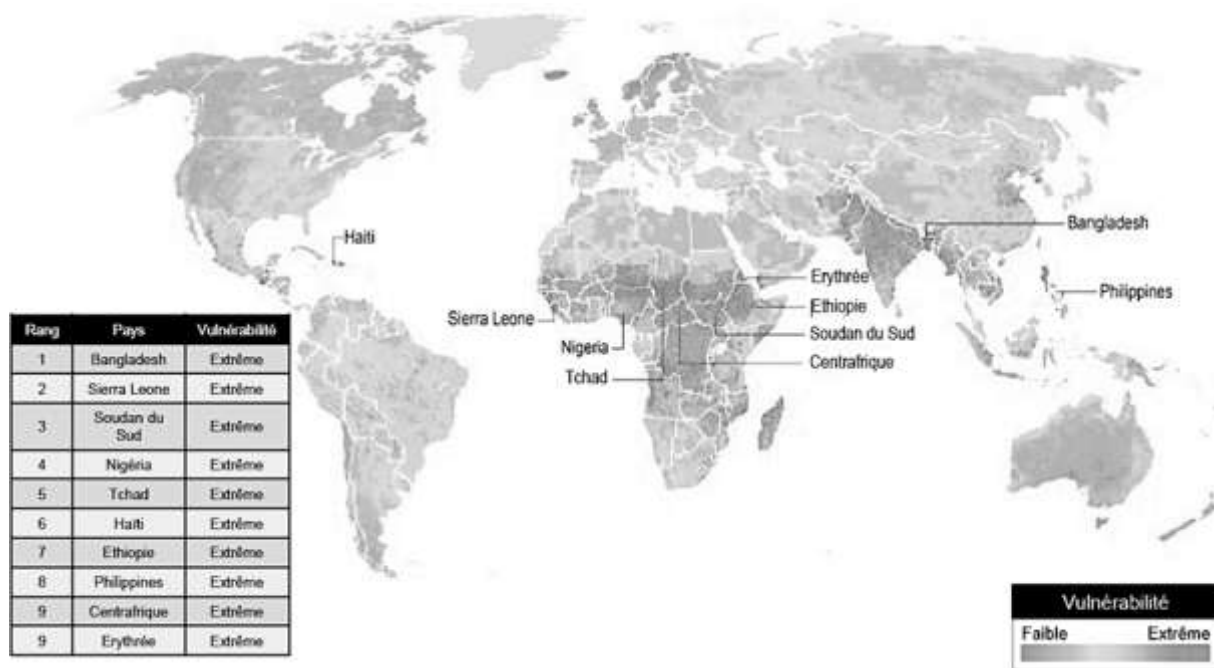 Haïti
Bangladesh
Erythrée
Ethiopie
Philippines
Sierra Leone
Soudan du Sud
Nigeria
Centrafrique
Tchad
Rang Pays Vulnérabilité
1 Bangladesh Extrême
2 Sierra Leone Extrême
3 Soudan du Sud Extrême
4 Nigéria Extrême
5 Tchad Extrême
6 Haïti Extrême
7 Ethiopie Extrême
8 Philippines Extrême
9 Centrafrique Extrême
9 Erythrée Extrême
Vulnérabilité
Faible Extrême